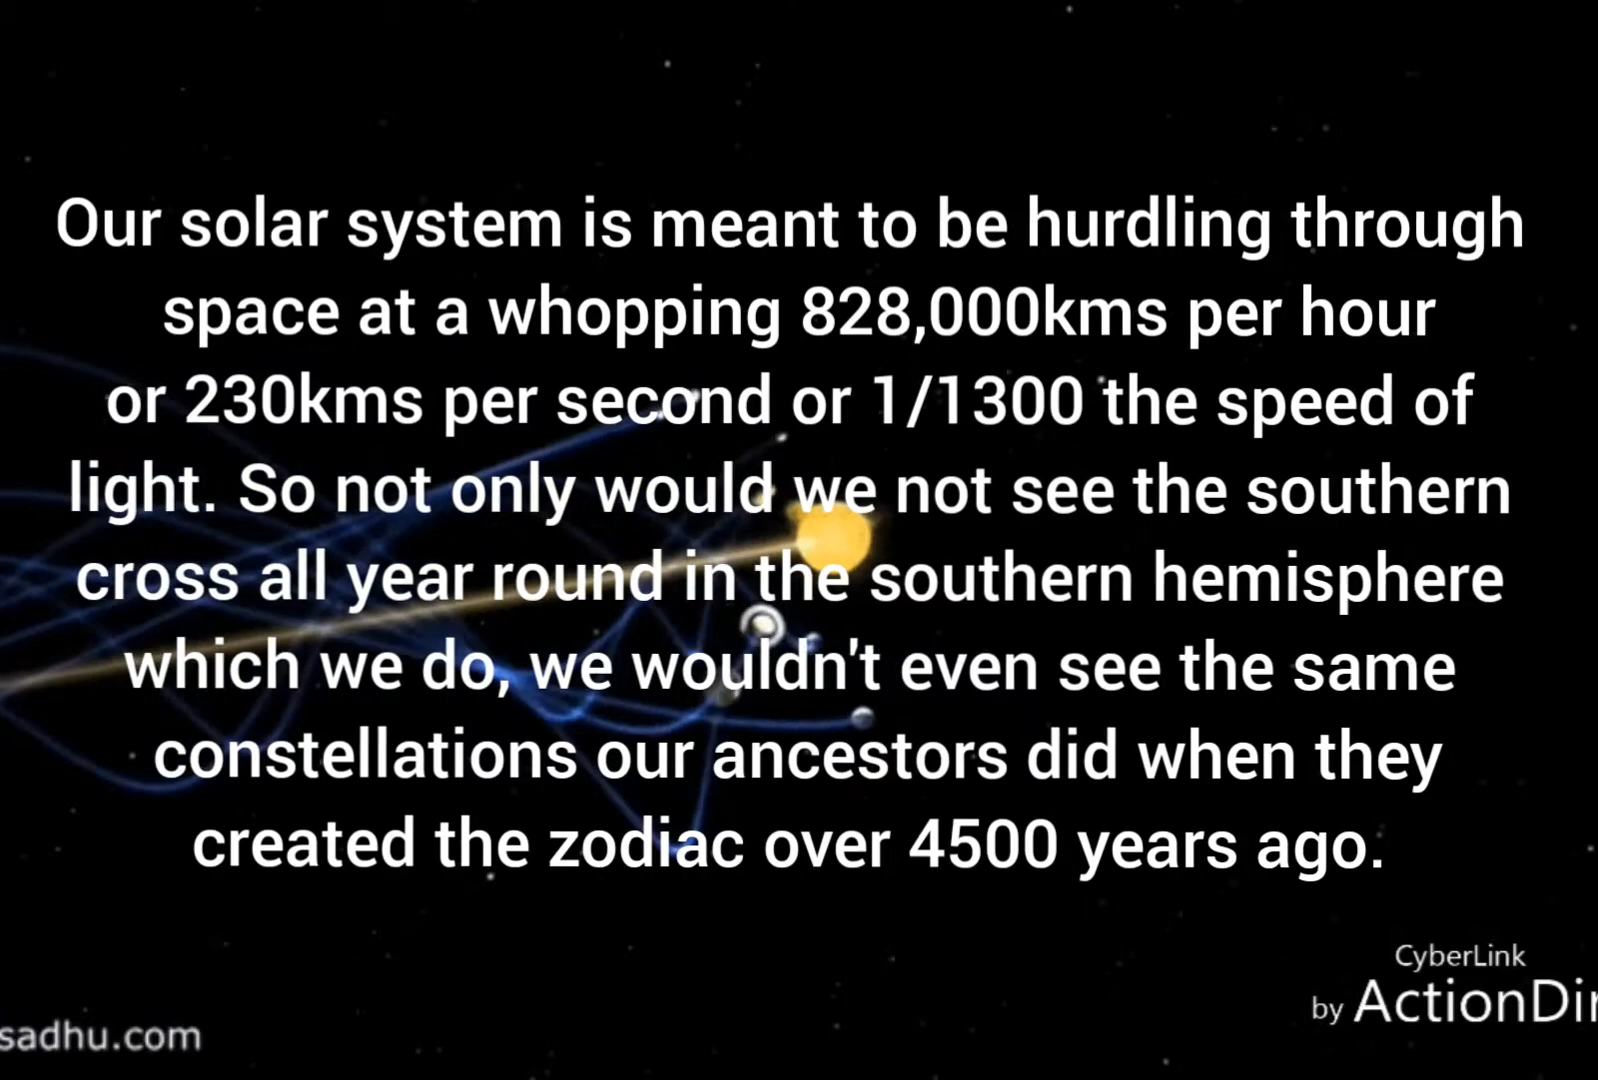 Our solar system is meant to be hurdling through
space at a whopping 828,000kms per hour
or 230kms per second or 1/1300 the speed of
light. So not only would we not see the southern
cross all year round in the southern hemisphere
which we do, we wouldn't even see the same
constellations our ancestors did when they
created the zodiac over 4500 years ago.
CyberLink
by ActionDir
sadhu.com